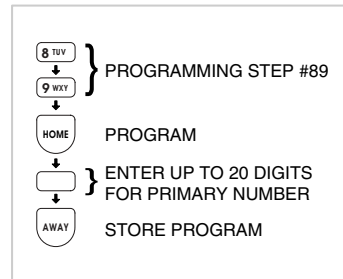 8 TUV
9 WXY
PROGRAMMING STEP #89
HOME
PROGRAM
ENTER UP TO 20 DIGITS
FOR PRIMARY NUMBER
AWAY
STORE PROGRAM